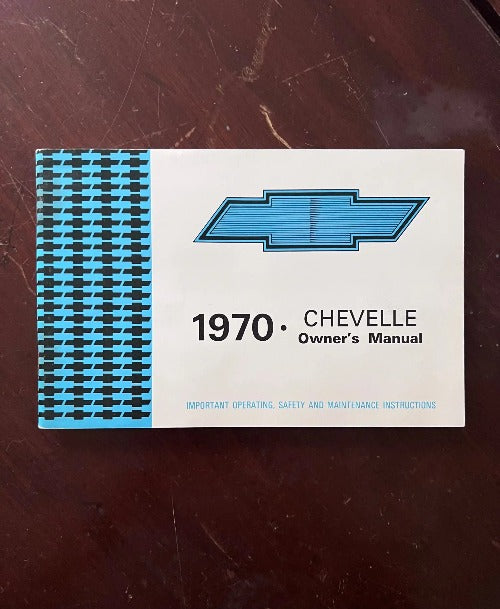 1970 • CHEVELLE
Owner's Manual
IMPORTANT OPERATING, SAFETY AND MAINTENANCE INSTRUCTIONS